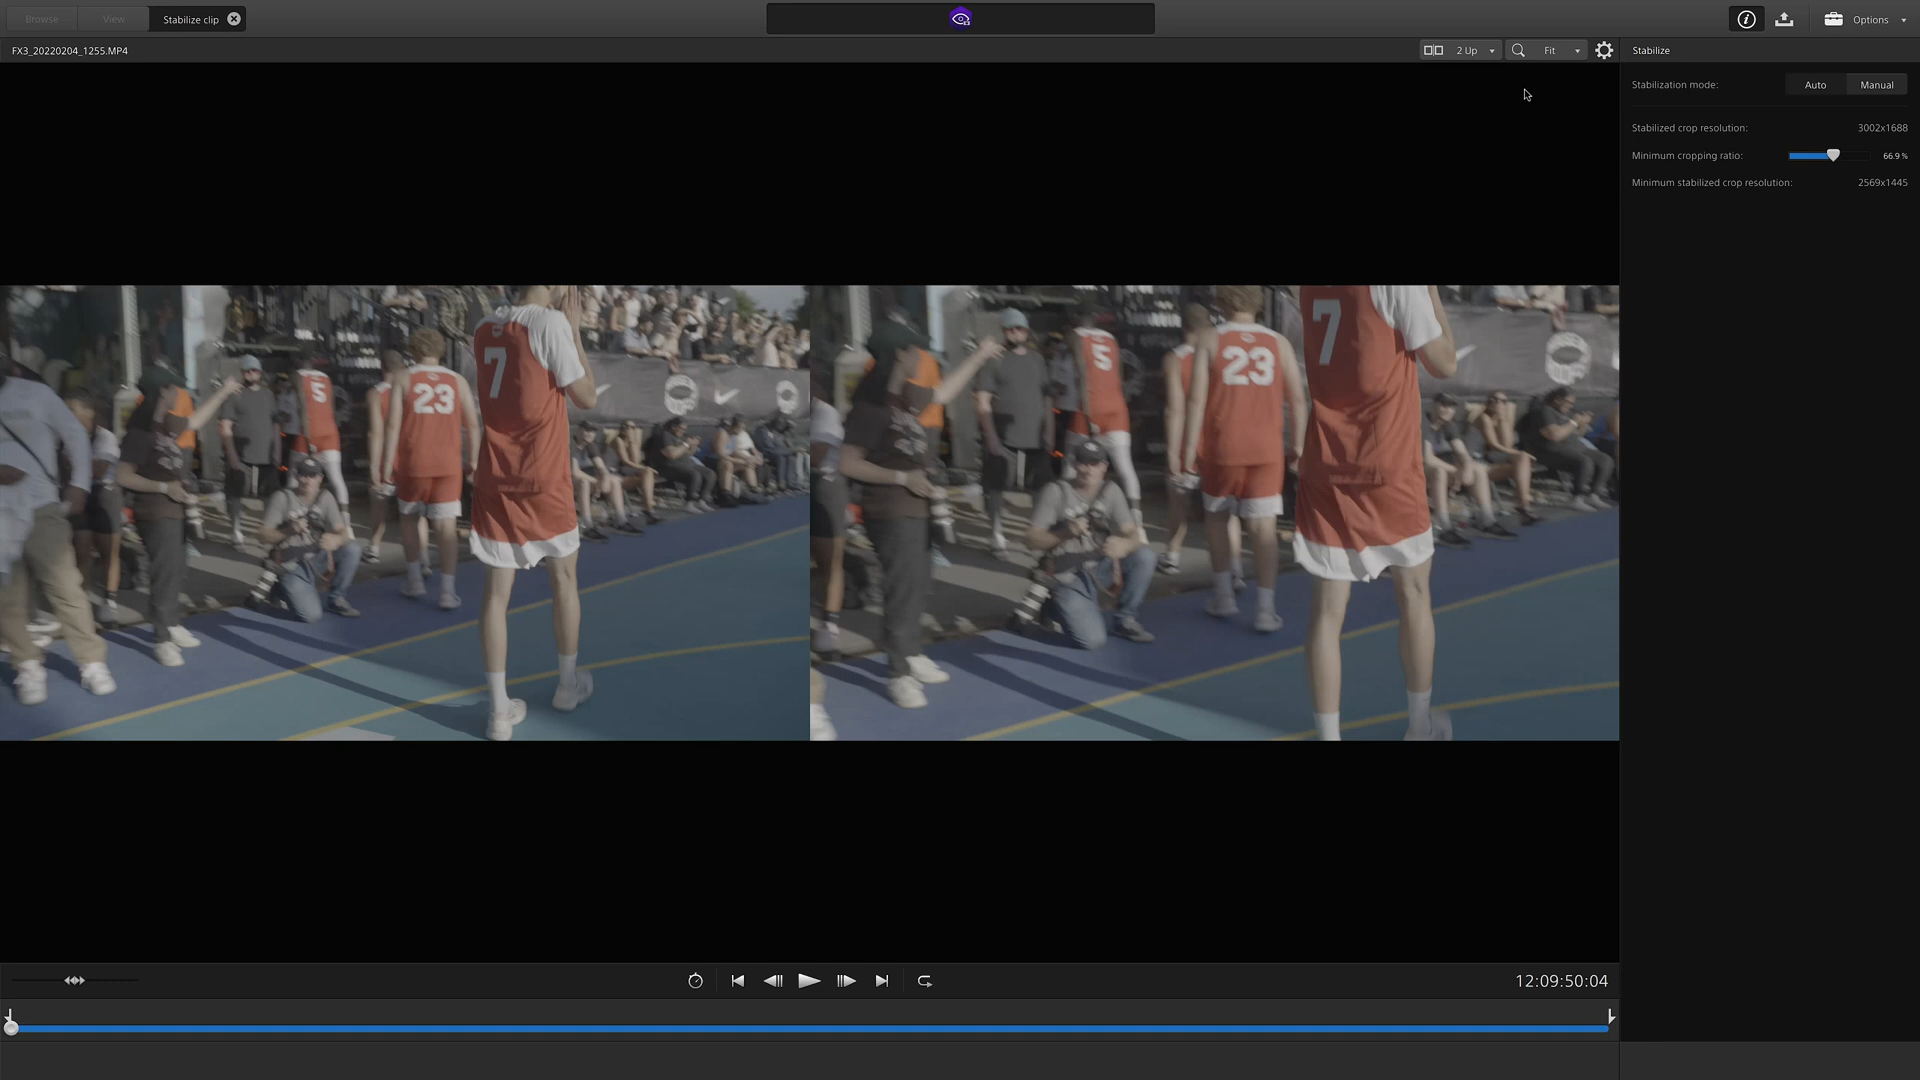 Browse View Stabilize clip Options
FX3_20220204_1255.MP4 2 Up Fit Stabilize
Stabilization mode: Auto Manual
Stabilized crop resolution: 3002x1688
Minimum cropping ratio: 66.9 %
Minimum stabilized crop resolution: 2569x1445
7 7
5 23 5 23
12:09:50:04